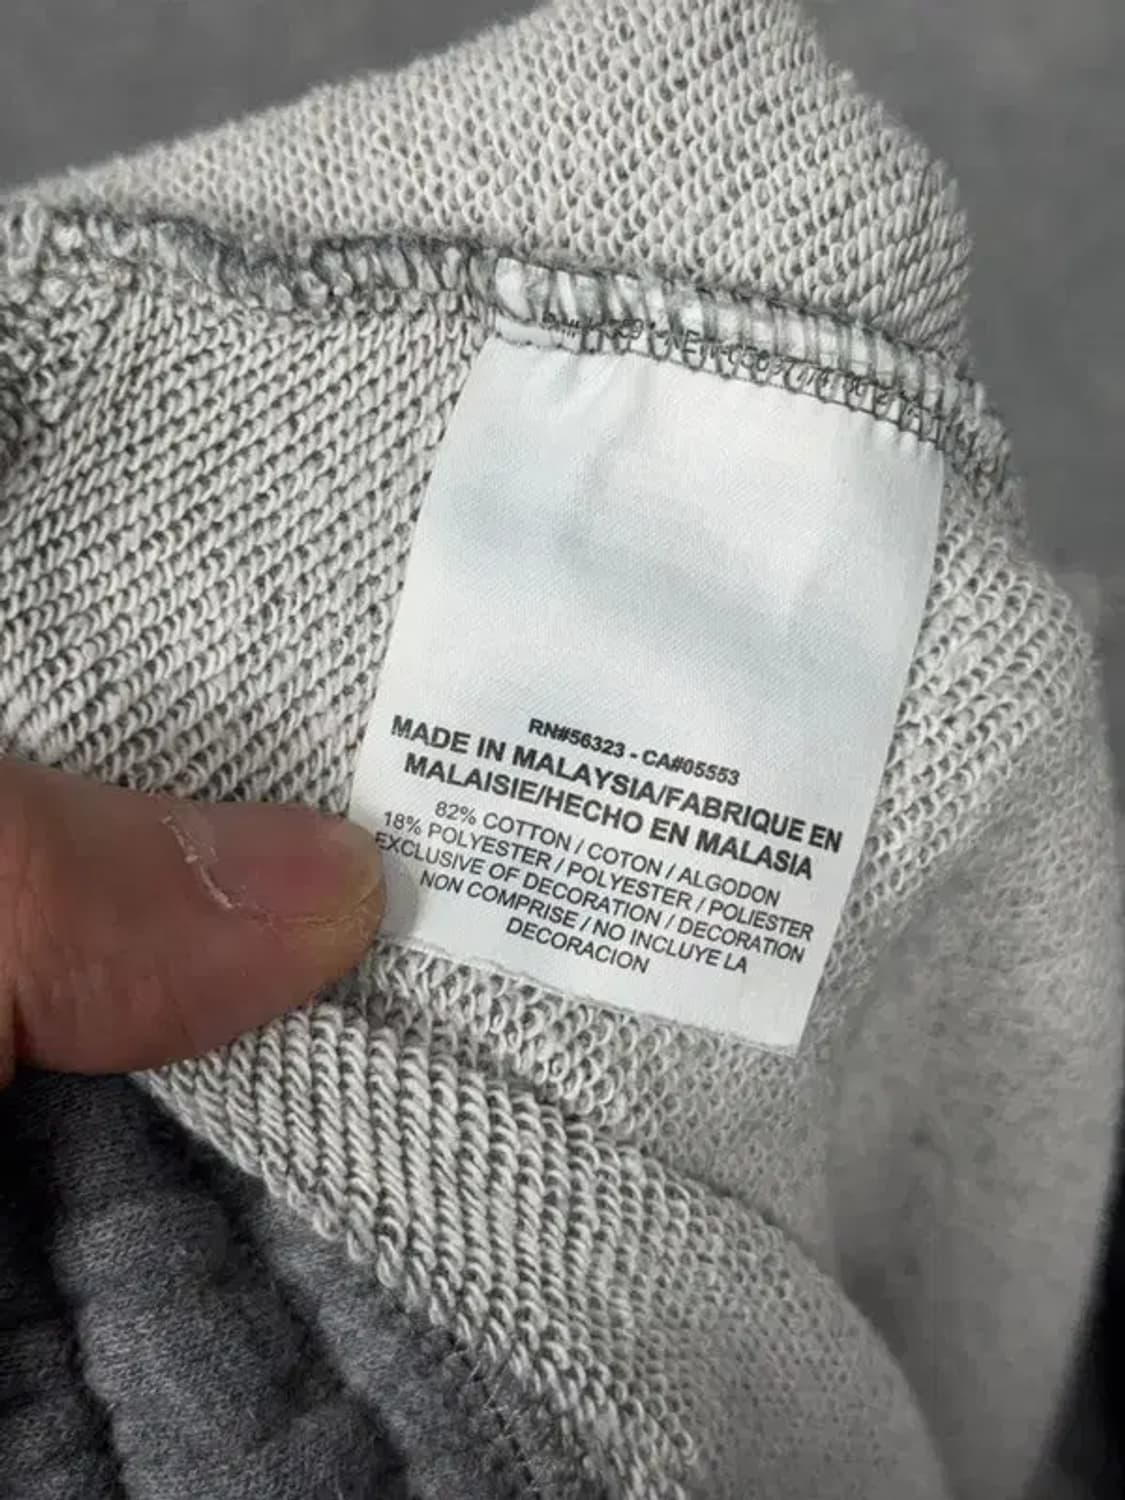 RN#56323 - CA#05553
MADE IN MALAYSIA/FABRIQUE EN
MALAISIE/HECHO EN MALASIA
82% COTTON / COTON / ALGODON
18% POLYESTER / POLYESTER / POLIESTER
EXCLUSIVE OF DECORATION / DECORATION
NON COMPRISE / NO INCLUYE LA
DECORACION